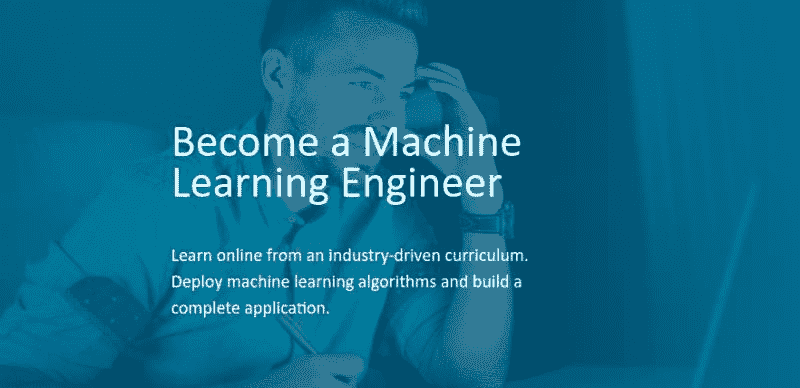 Become a Machine
Learning Engineer
Learn online from an industry-driven curriculum.
Deploy machine learning algorithms and build a
complete application.